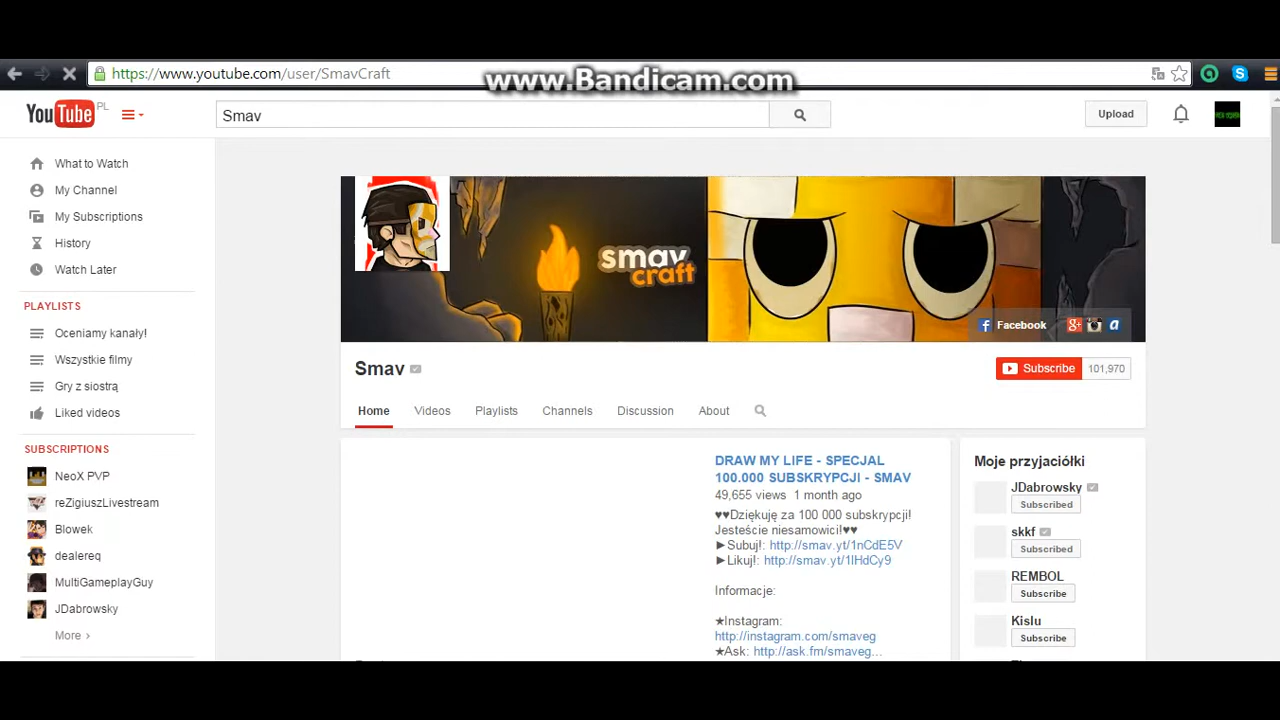 www.Bandicam.com
https://www.youtube.com/user/SmavCraft
YouTube PL
Smav
Upload
What to Watch
My Channel
My Subscriptions
History
Watch Later
PLAYLISTS
Oceniamy kanały!
Wszystkie filmy
Gry z siostrą
Liked videos
SUBSCRIPTIONS
NeoX PVP
reZigiuszLivestream
Blowek
dealereq
MultiGameplayGuy
JDabrowsky
More ›
smav
craft
Facebook
Smav
Subscribe 101,970
Home Videos Playlists Channels Discussion About
DRAW MY LIFE - SPECJAL
100.000 SUBSKRYPCJI - SMAV
49,655 views 1 month ago
♥♥Dziękuję za 100 000 subskrypcji!
Jesteście niesamowici!♥♥
►Subuj!: http://smav.yt/1nCdE5V
►Likuj!: http://smav.yt/1lHdCy9
Informacje:
★Instagram:
http://instagram.com/smaveg
★Ask: http://ask.fm/smaveg...
Moje przyjaciółki
JDabrowsky
Subscribed
skkf
Subscribed
REMBOL
Subscribe
Kislu
Subscribe